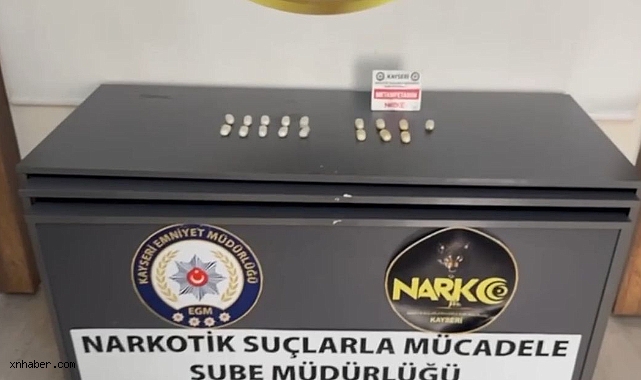 KAYSERİ
METAMFETAMİN
KAYSERİ EMNİYET MÜDÜRLÜĞÜ
EGM
NARKO
KAYSERİ
NARKOTİK SUÇLARLA MÜCADELE
ŞUBE MÜDÜRLÜĞÜ
xnhaber.com